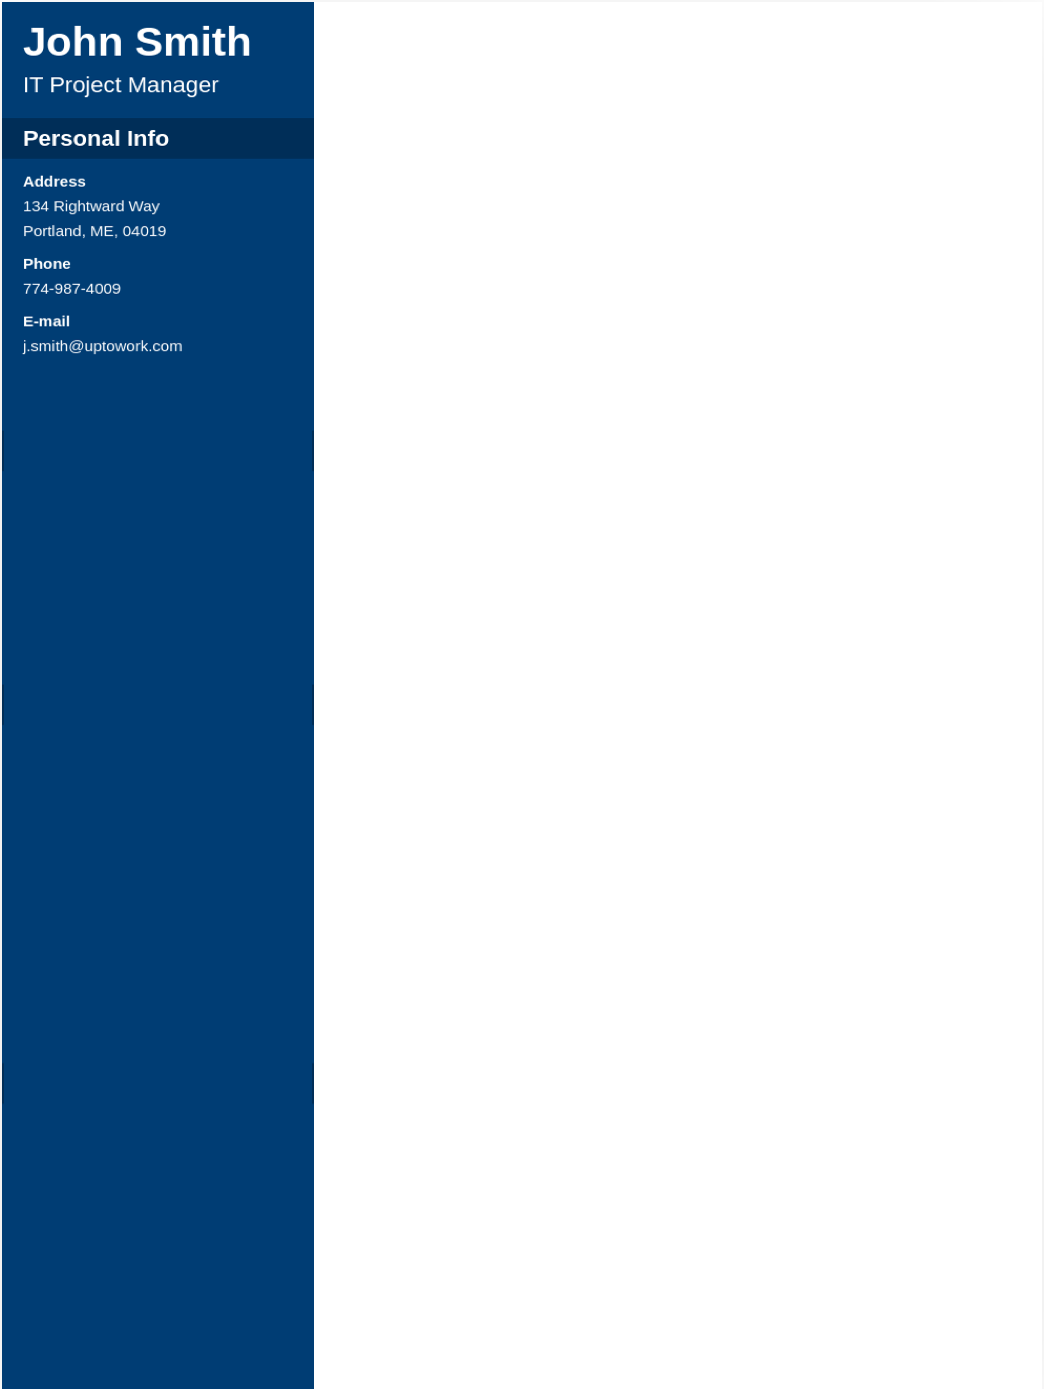 John Smith
IT Project Manager
Personal Info
Address
134 Rightward Way
Portland, ME, 04019
Phone
774-987-4009
E-mail
j.smith@uptowork.com